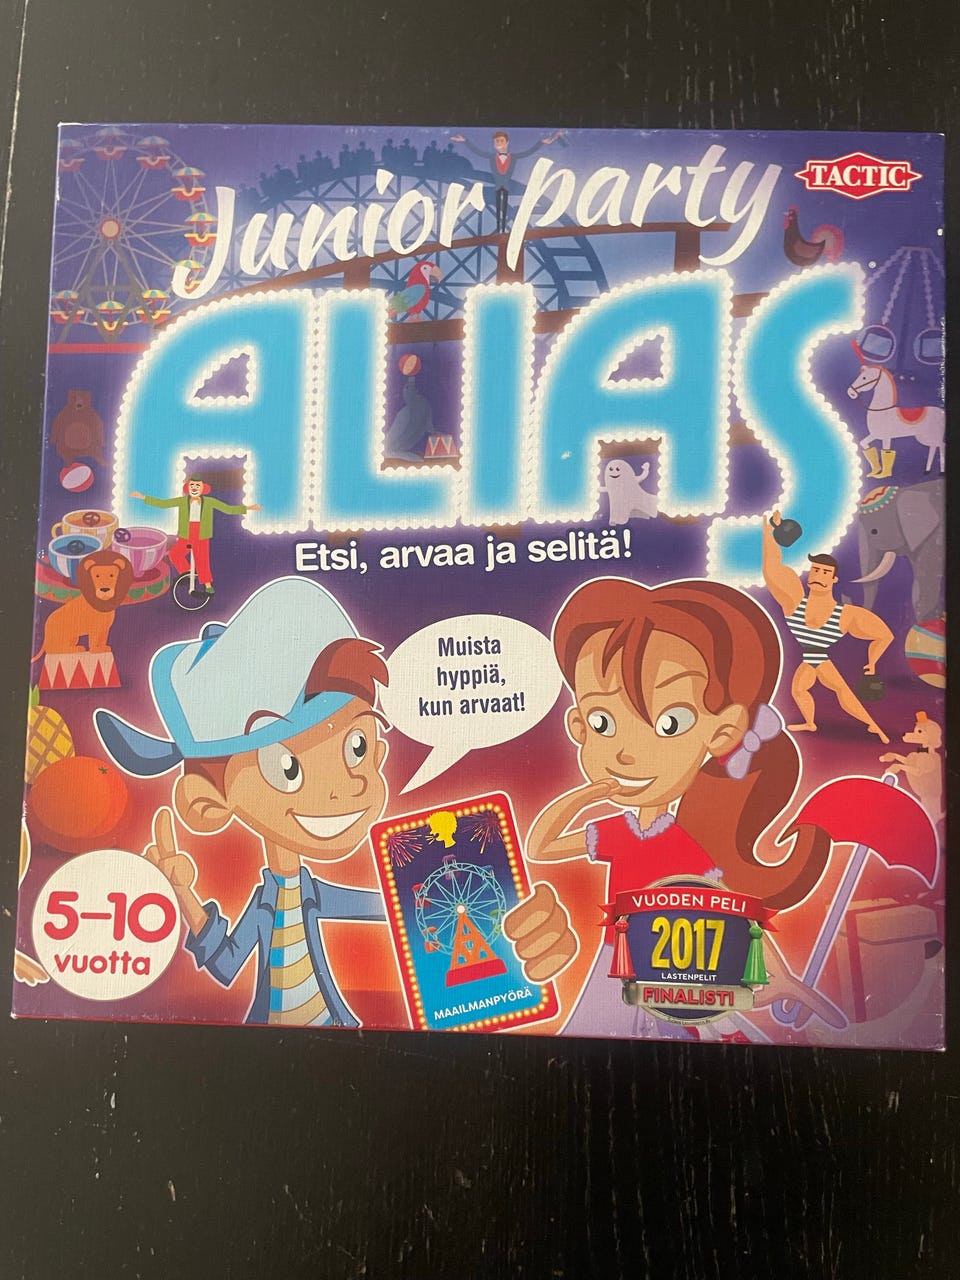 Junior party
TACTIC
ALIAS
®
Etsi, arvaa ja selitä!
Muista
hyppiä,
kun arvaat!
5–10
vuotta
MAAILMANPYÖRÄ
VUODEN PELI
2017
LASTENPELIT
FINALISTI